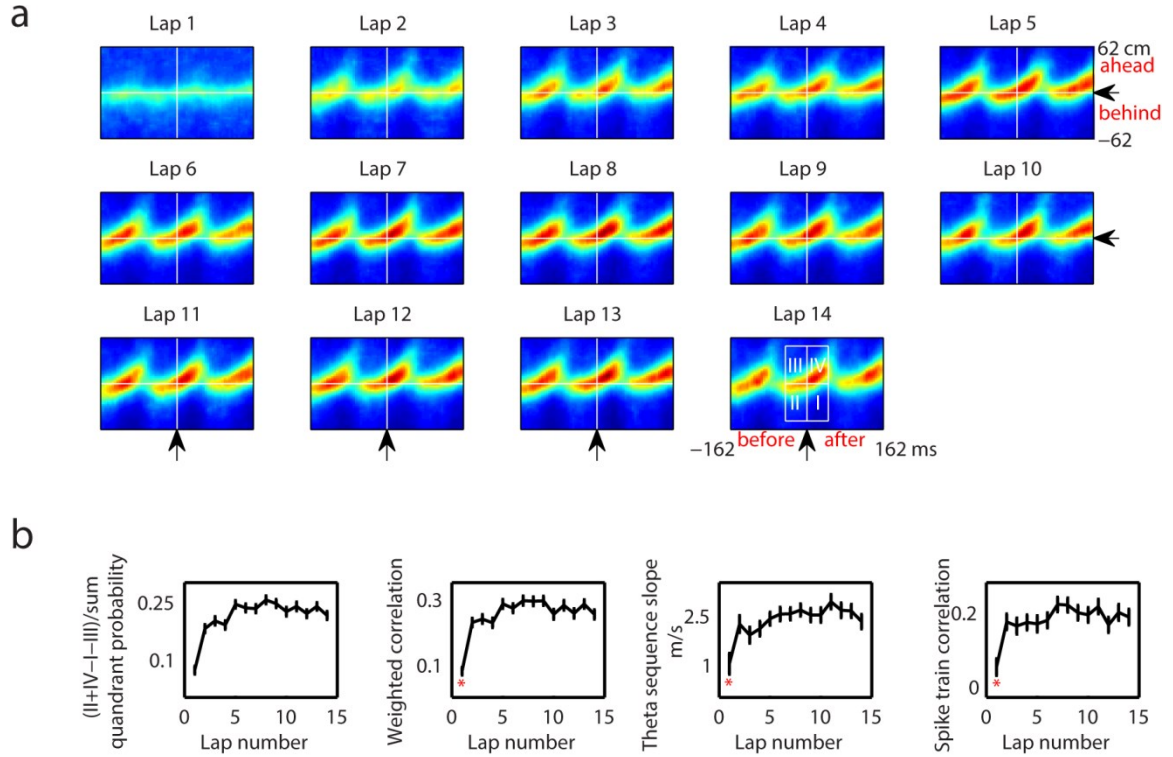 a
Lap 1
Lap 2
Lap 3
Lap 4
Lap 5
62 cm
ahead
behind
−62
Lap 6
Lap 7
Lap 8
Lap 9
Lap 10
Lap 11
Lap 12
Lap 13
Lap 14
III IV
II I
before after
−162 162 ms
b
(II+IV−I−III)/sum
quadrant probability
0.25
0.1
0 5 10 15
Lap number
Weighted correlation
0.3
0.1
*
0 5 10 15
Lap number
Theta sequence slope
m/s
2.5
1
*
0 5 10 15
Lap number
Spike train correlation
0.2
0
*
0 5 10 15
Lap number